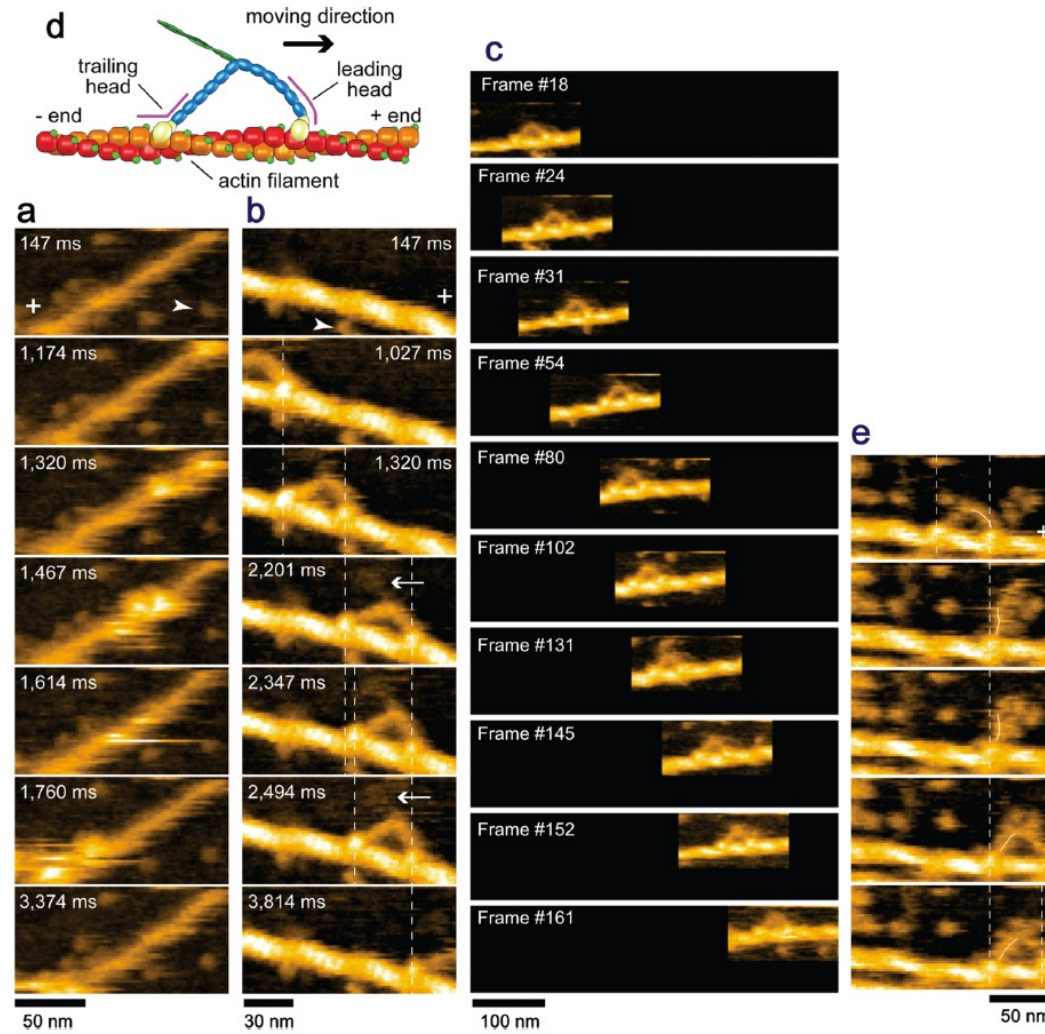 d
moving direction
trailing
head
leading
head
- end
+ end
actin filament
a
147 ms
+
1,174 ms
1,320 ms
1,467 ms
1,614 ms
1,760 ms
3,374 ms
50 nm
b
147 ms
+
1,027 ms
1,320 ms
2,201 ms
2,347 ms
2,494 ms
3,814 ms
30 nm
c
Frame #18
Frame #24
Frame #31
Frame #54
Frame #80
Frame #102
Frame #131
Frame #145
Frame #152
Frame #161
100 nm
e
+
50 nm